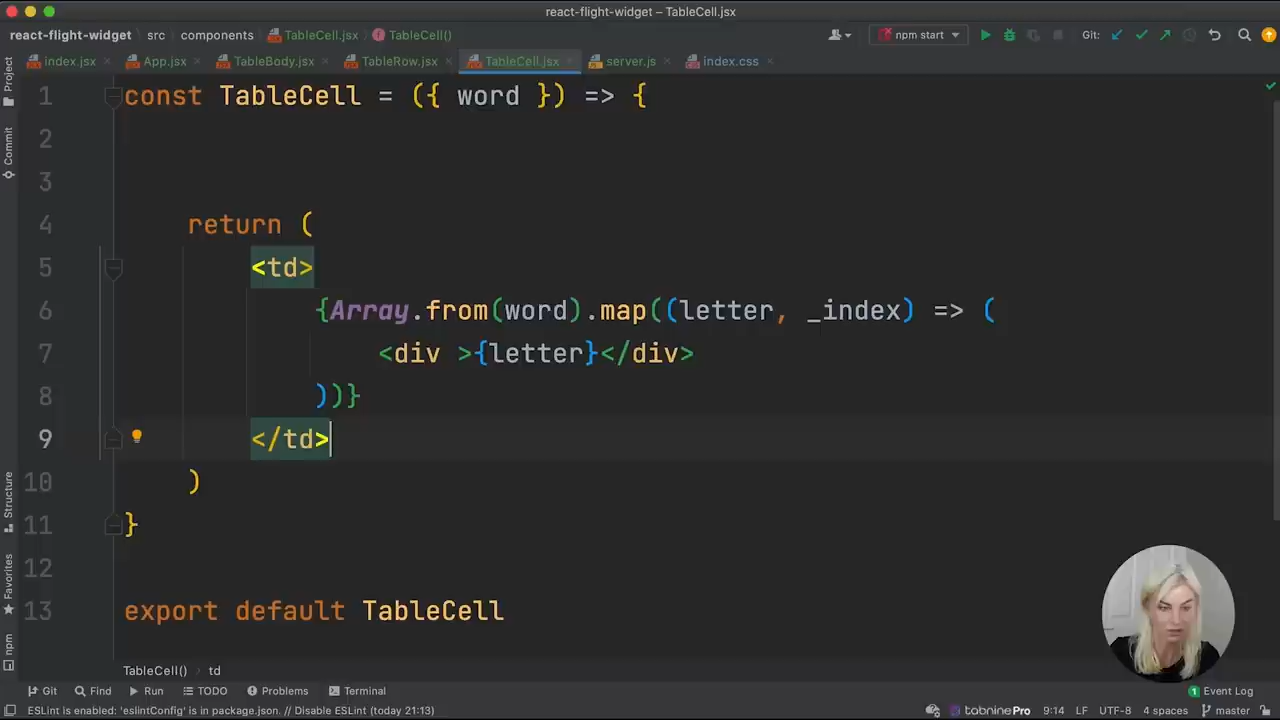 react-flight-widget – TableCell.jsx
react-flight-widget src components TableCell.jsx TableCell() npm start Git:
index.jsx App.jsx TableBody.jsx TableRow.jsx TableCell.jsx server.js index.css
Project
Commit
Structure
Favorites
npm
1 const TableCell = ({ word }) => {
2
3
4 return (
5 <td>
6 {Array.from(word).map((letter, _index) => (
7 <div >{letter}</div>
8 ))}
9 </td>
10 )
11 }
12
13 export default TableCell
TableCell() › td
Git Find Run TODO Problems Terminal 1 Event Log
ESLint is enabled: 'eslintConfig' is in package.json. // Disable ESLint (today 21:13) tabnine Pro 9:14 LF UTF-8 4 spaces master